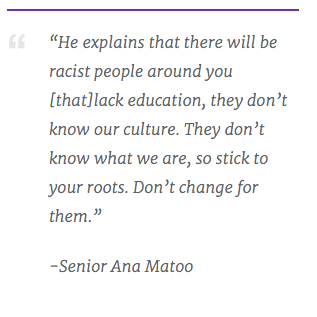 “He explains that there will be
racist people around you
[that]lack education, they don’t
know our culture. They don’t
know what we are, so stick to
your roots. Don’t change for
them.”
–Senior Ana Matoo